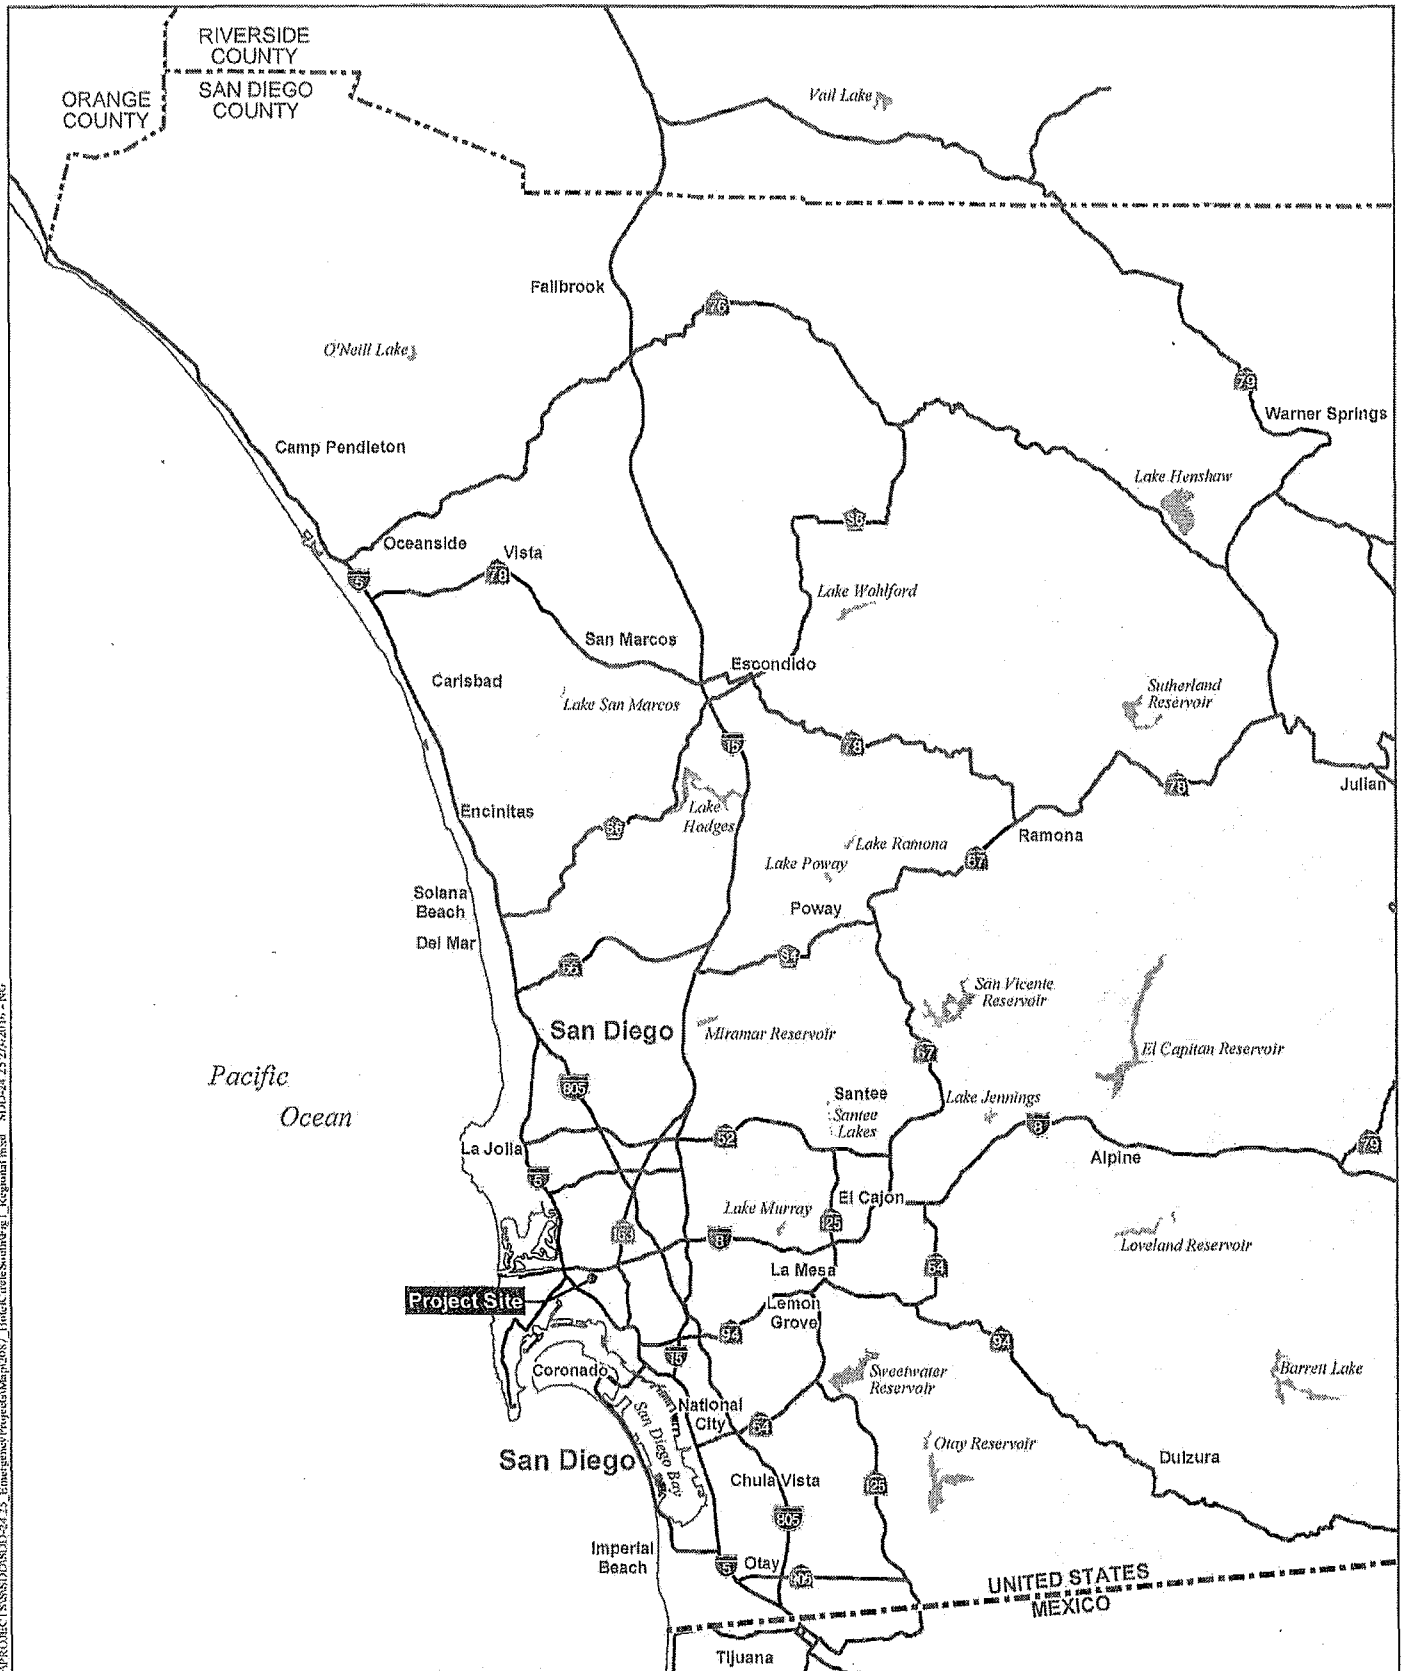 RIVERSIDE
COUNTY
ORANGE
COUNTY
SAN DIEGO
COUNTY
Vail Lake
Fallbrook
76
O'Neill Lake
79
Warner Springs
Camp Pendleton
Lake Henshaw
S6
Oceanside
Vista
5
78
Lake Wohlford
San Marcos
Escondido
Carlsbad
Lake San Marcos
Sutherland
Reservoir
15
78
78
Julian
Encinitas
Lake
Hodges
S6
Ramona
Lake Ramona
Lake Poway
67
Solana
Beach
Poway
Del Mar
56
San Vicente
Reservoir
San Diego
Miramar Reservoir
El Capitan Reservoir
67
Pacific
Ocean
805
Santee
Santee
Lakes
Lake Jennings
8
52
79
La Jolla
Alpine
5
El Cajon
Lake Murray
163
8
125
Loveland Reservoir
La Mesa
54
Project Site
Lemon
Grove
94
94
15
Coronado
Sweetwater
Reservoir
Barrett Lake
National
City
54
San Diego Bay
San Diego
Otay Reservoir
Dulzura
Chula Vista
125
805
Imperial
Beach
5
Otay
905
UNITED STATES
MEXICO
Tijuana